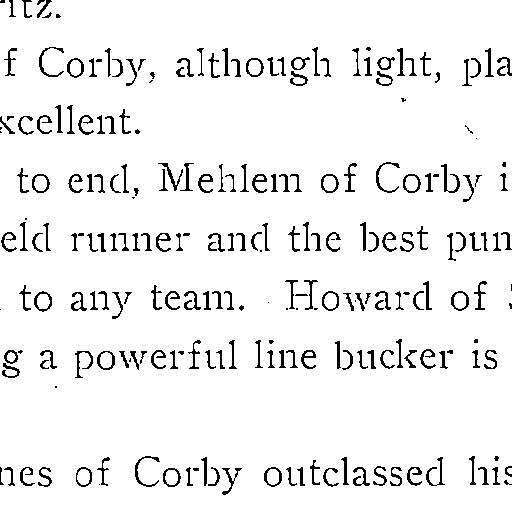 ritz.
of Corby, although light, pla
xcellent.
to end, Mehlem of Corby i
eld runner and the best pun
to any team. Howard of S
g a powerful line bucker is
nes of Corby outclassed his